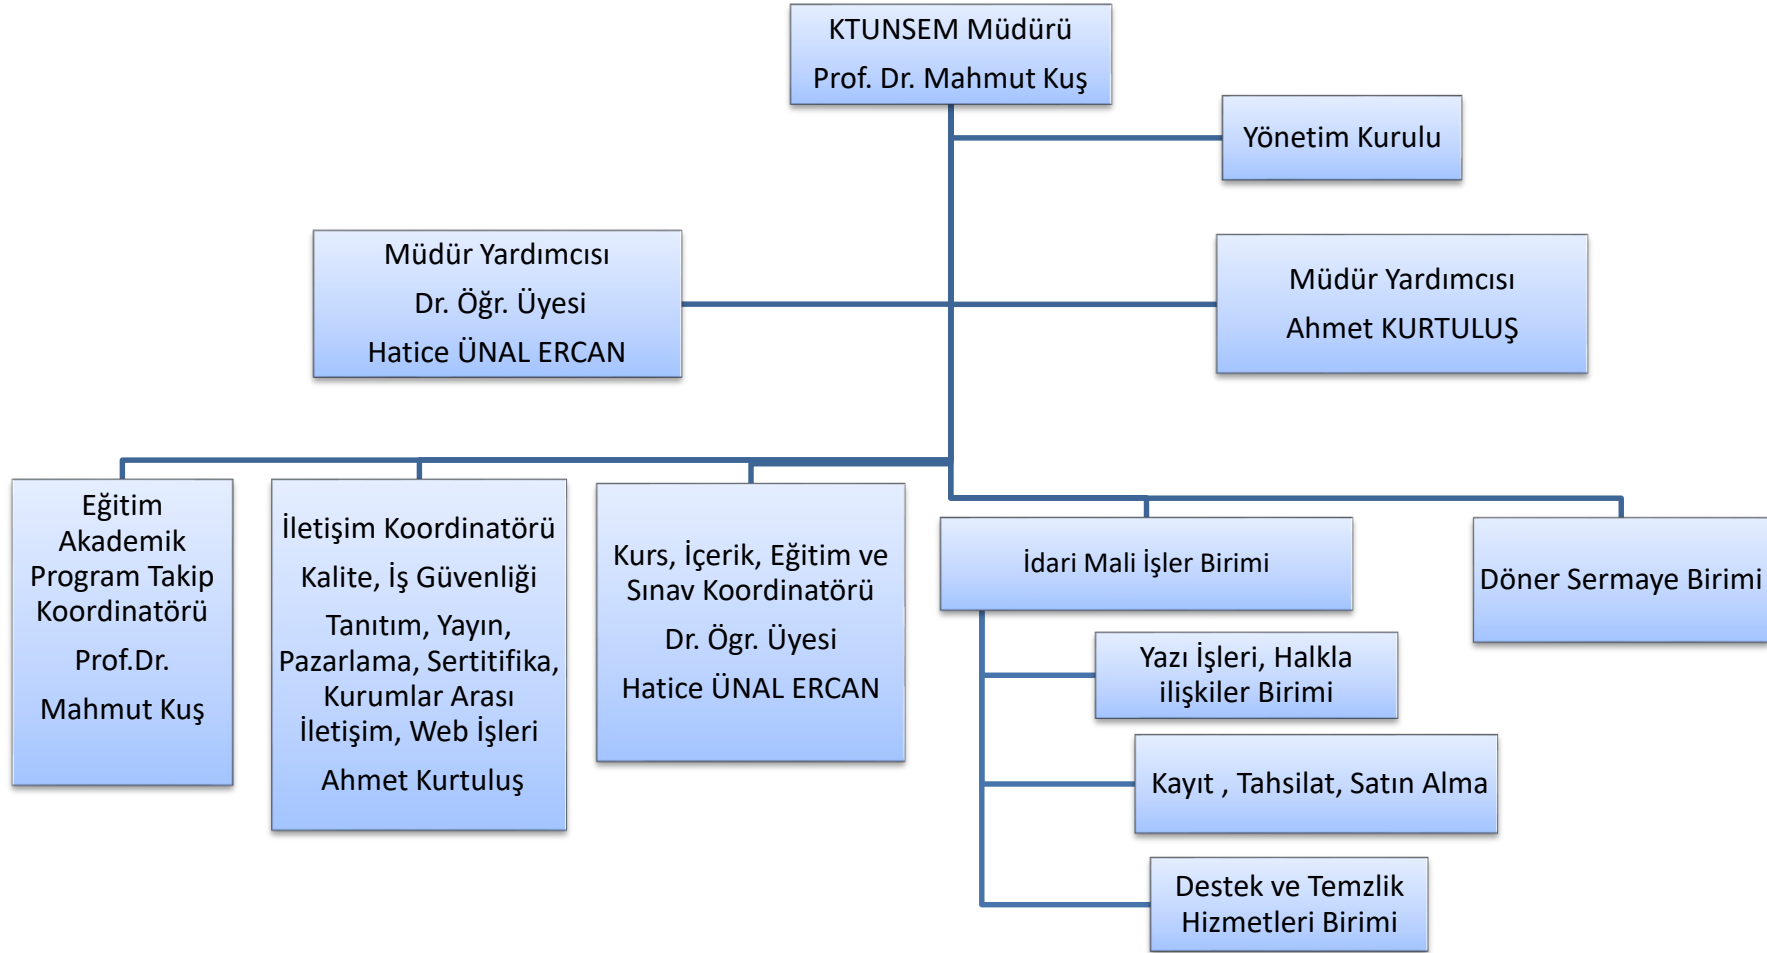 KTUNSEM Müdürü
Prof. Dr. Mahmut Kuş
Yönetim Kurulu
Müdür Yardımcısı
Dr. Öğr. Üyesi
Hatice ÜNAL ERCAN
Müdür Yardımcısı
Ahmet KURTULUŞ
Eğitim
Akademik
Program Takip
Koordinatörü
Prof.Dr.
Mahmut Kuş
İletişim Koordinatörü
Kalite, İş Güvenliği
Tanıtım, Yayın,
Pazarlama, Sertitifika,
Kurumlar Arası
İletişim, Web İşleri
Ahmet Kurtuluş
Kurs, İçerik, Eğitim ve
Sınav Koordinatörü
Dr. Ögr. Üyesi
Hatice ÜNAL ERCAN
İdari Mali İşler Birimi
Yazı İşleri, Halkla
ilişkiler Birimi
Kayıt , Tahsilat, Satın Alma
Destek ve Temzlik
Hizmetleri Birimi
Döner Sermaye Birimi